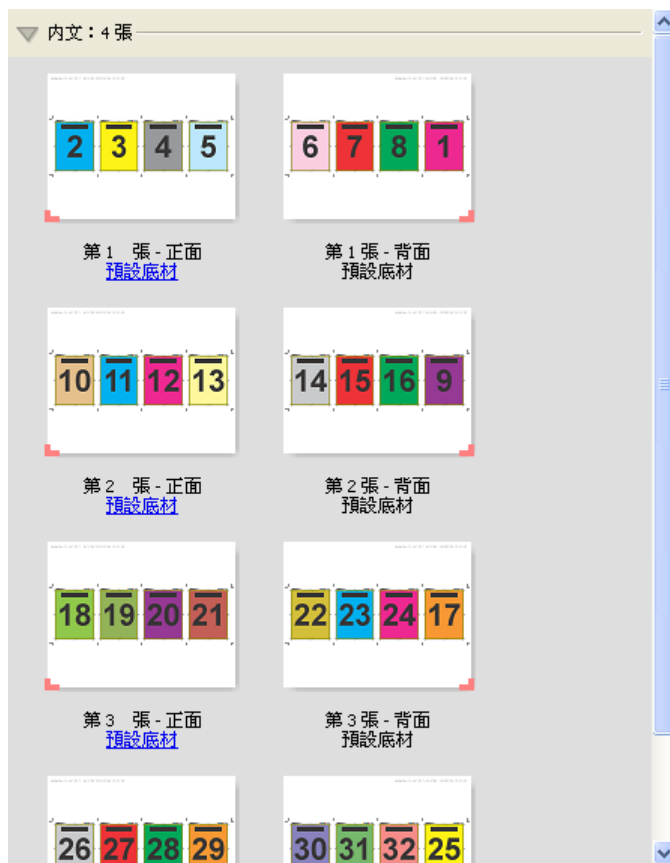 内文：4 張
2 3 4 5
6 7 8 1
第 1 張 - 正面
預設底材
第 1 張 - 背面
預設底材
10 11 12 13
14 15 16 9
第 2 張 - 正面
預設底材
第 2 張 - 背面
預設底材
18 19 20 21
22 23 24 17
第 3 張 - 正面
預設底材
第 3 張 - 背面
預設底材
26 27 28 29
30 31 32 25